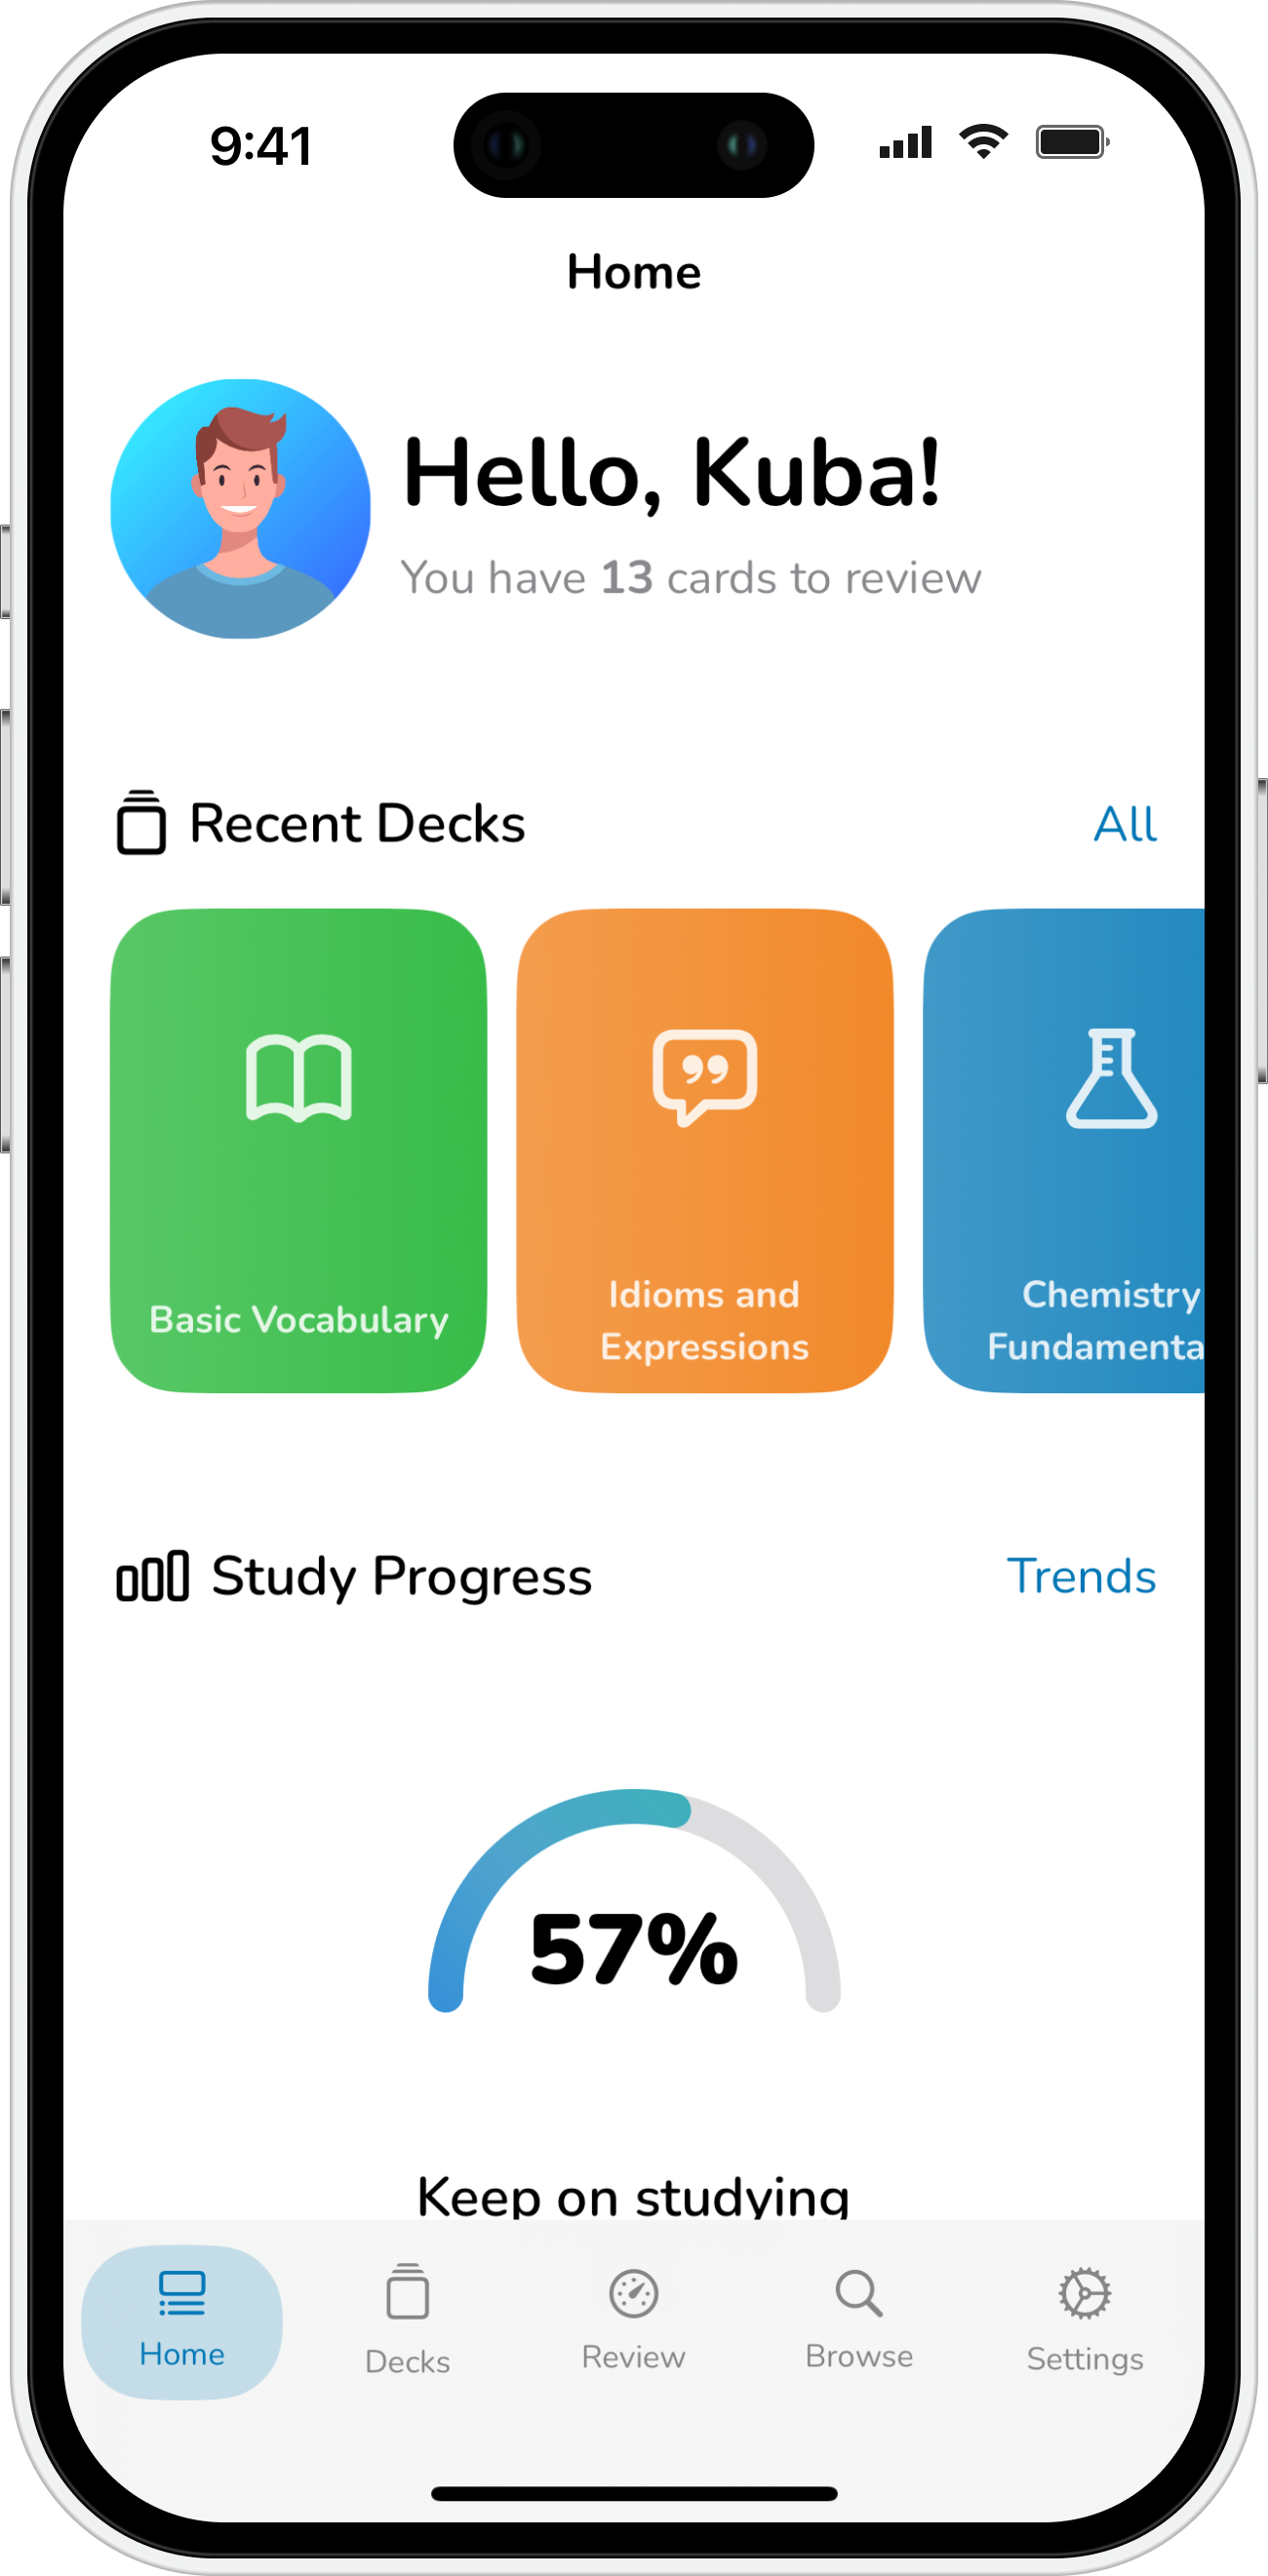 9:41
Home
Hello, Kuba!
You have 13 cards to review
Recent Decks
All
Basic Vocabulary
Idioms and
Expressions
Chemistry
Fundamenta
Study Progress
Trends
57%
Keep on studying
Home
Decks
Review
Browse
Settings